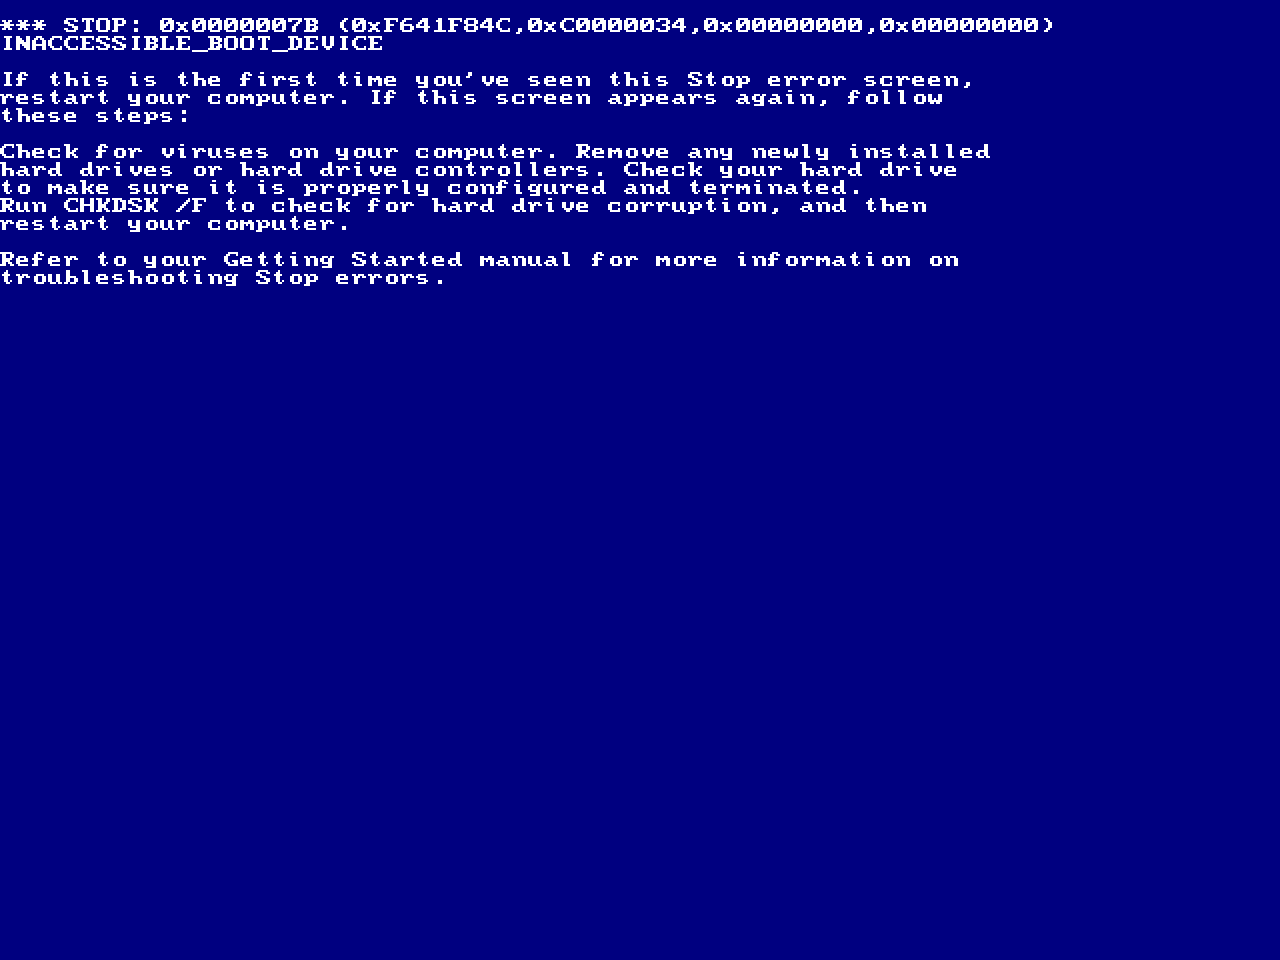 *** STOP: 0x0000007B (0xF641F84C,0xC0000034,0x00000000,0x00000000)
INACCESSIBLE_BOOT_DEVICE
If this is the first time you've seen this Stop error screen,
restart your computer. If this screen appears again, follow
these steps:
Check for viruses on your computer. Remove any newly installed
hard drives or hard drive controllers. Check your hard drive
to make sure it is properly configured and terminated.
Run CHKDSK /F to check for hard drive corruption, and then
restart your computer.
Refer to your Getting Started manual for more information on
troubleshooting Stop errors.